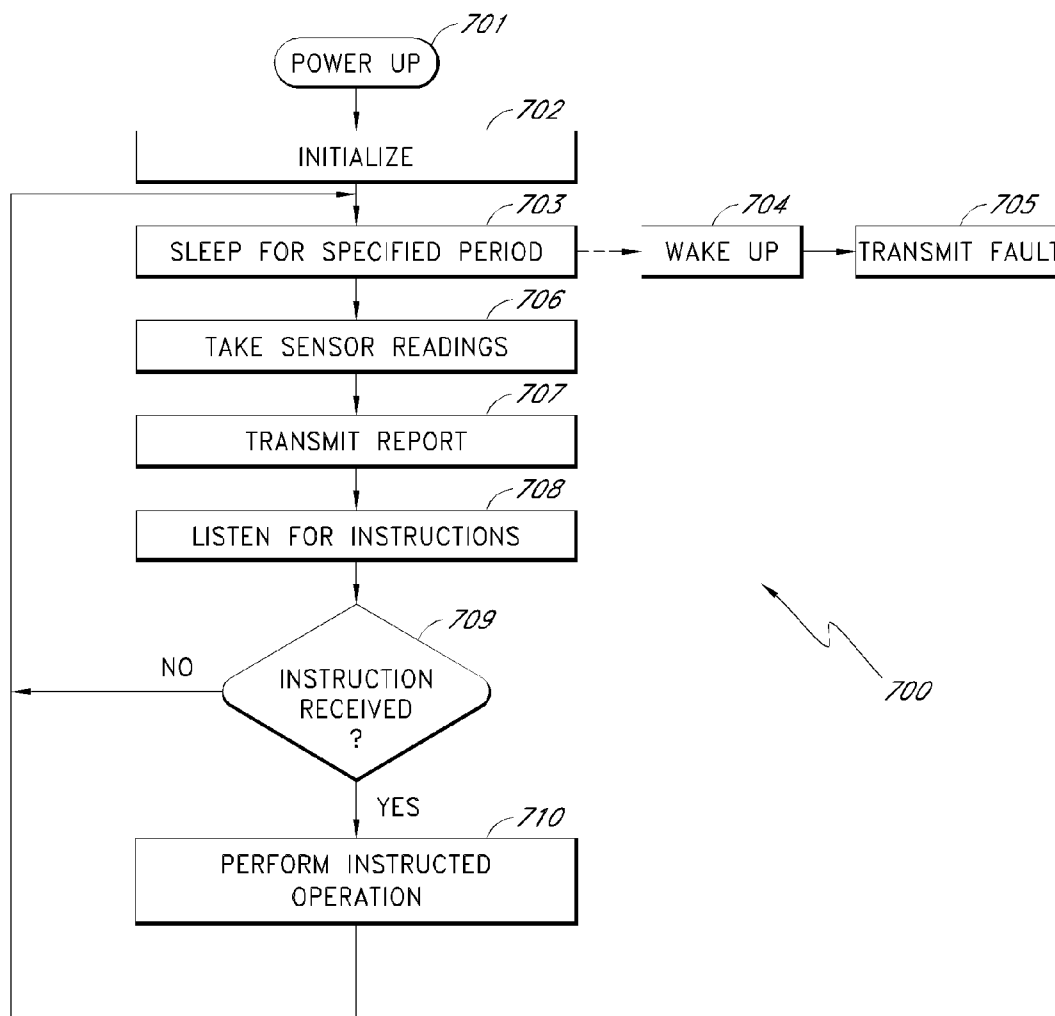 701
POWER UP
702
INITIALIZE
703
SLEEP FOR SPECIFIED PERIOD
704
WAKE UP
705
TRANSMIT FAULT
706
TAKE SENSOR READINGS
707
TRANSMIT REPORT
708
LISTEN FOR INSTRUCTIONS
709
INSTRUCTION
RECEIVED
?
NO
YES
700
710
PERFORM INSTRUCTED
OPERATION